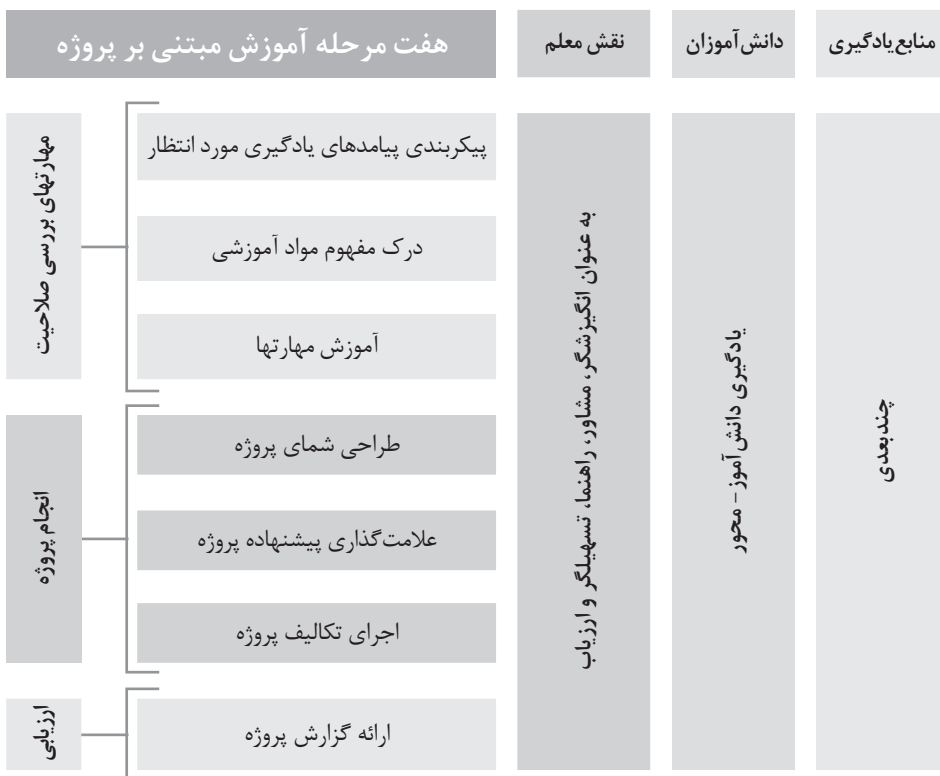 منابع یادگیری
دانش‌آموزان
نقش معلم
هفت مرحله آموزش مبتنی بر پروژه
چندبعدی
یادگیری دانش‌آموز - محور
به عنوان انگیزشگر، مشاور، راهنما، تسهیلگر و ارزیاب
پیکربندی پیامدهای یادگیری مورد انتظار
درک مفهوم مواد آموزشی
آموزش مهارتها
مهارتهای بررسی صلاحیت
طراحی شمای پروژه
علامت‌گذاری پیشنهاده پروژه
اجرای تکالیف پروژه
انجام پروژه
ارائه گزارش پروژه
ارزیابی